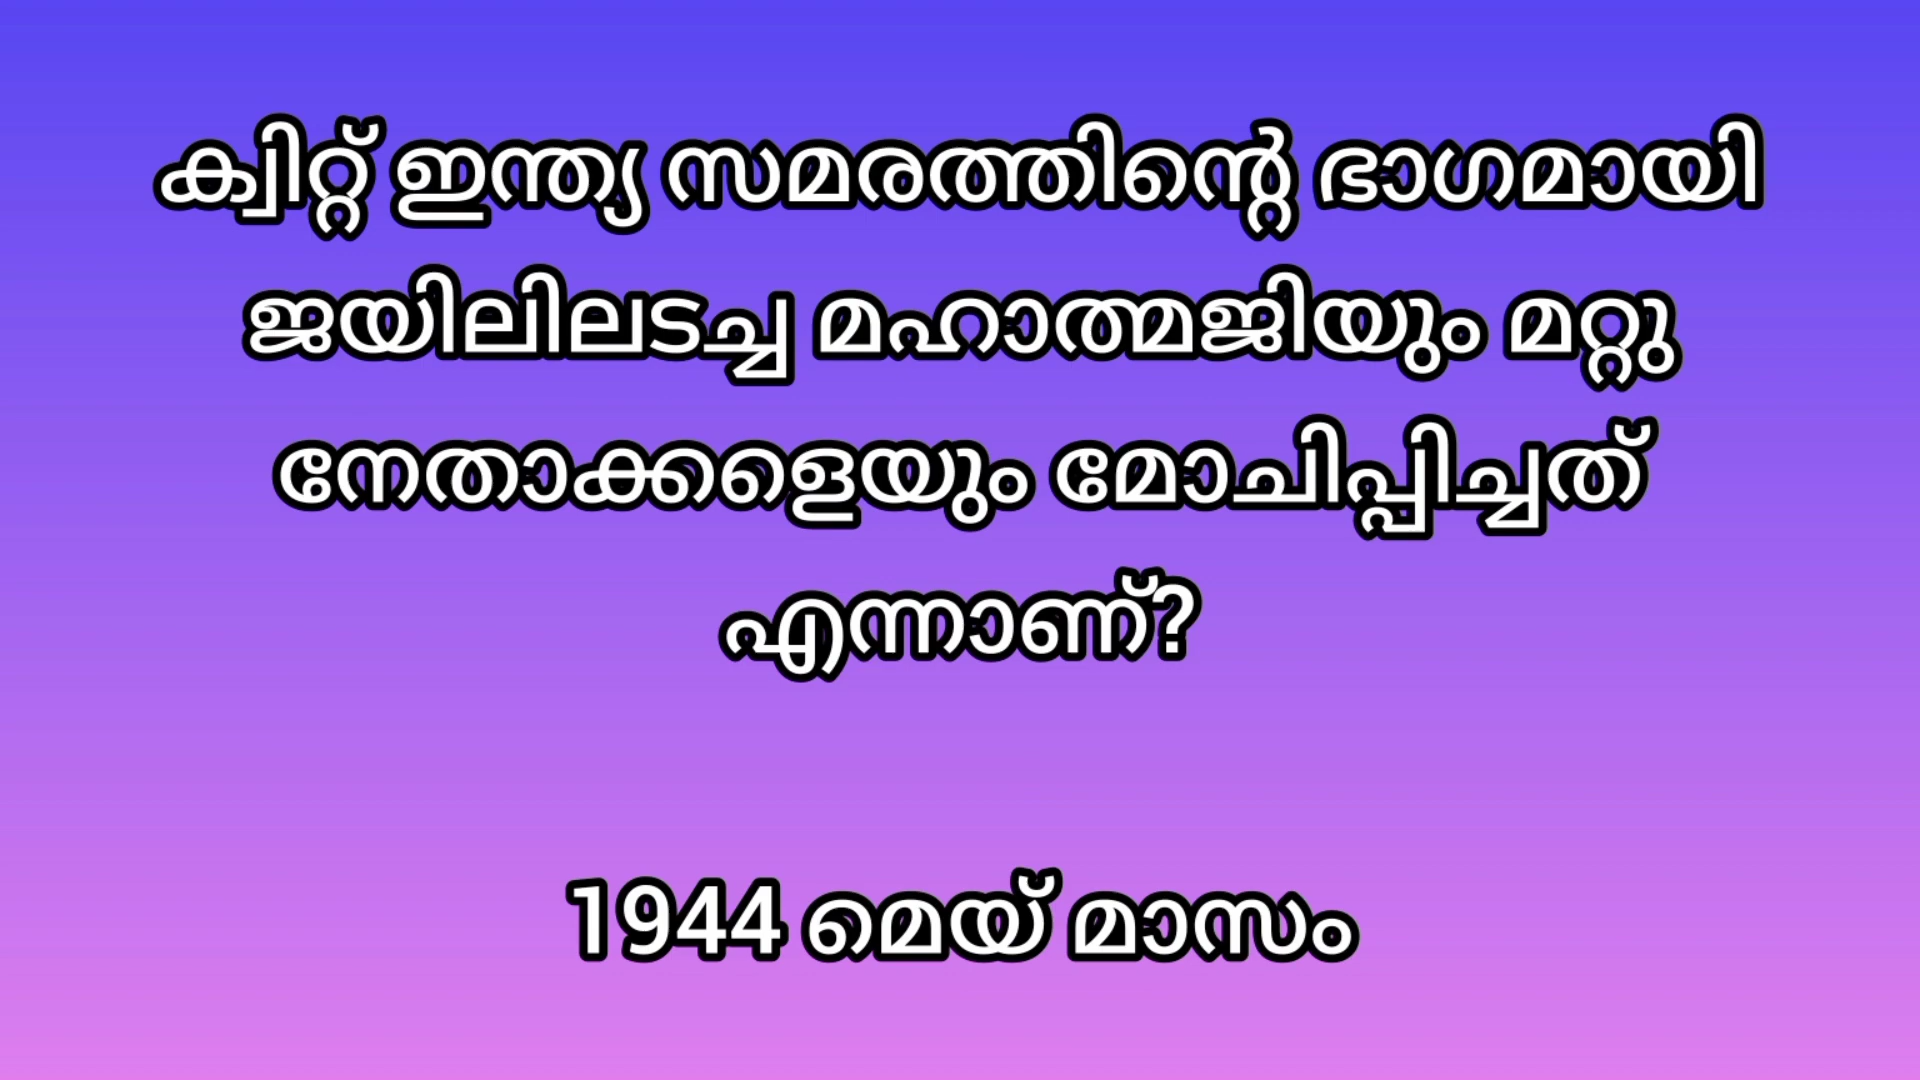 ക്വിറ്റ് ഇന്ത്യ സമരത്തിന്റെ ഭാഗമായി
ജയിലിലടച്ച മഹാത്മജിയും മറ്റു
നേതാക്കളെയും മോചിപ്പിച്ചത്
എന്നാണ്?
1944 മെയ് മാസം